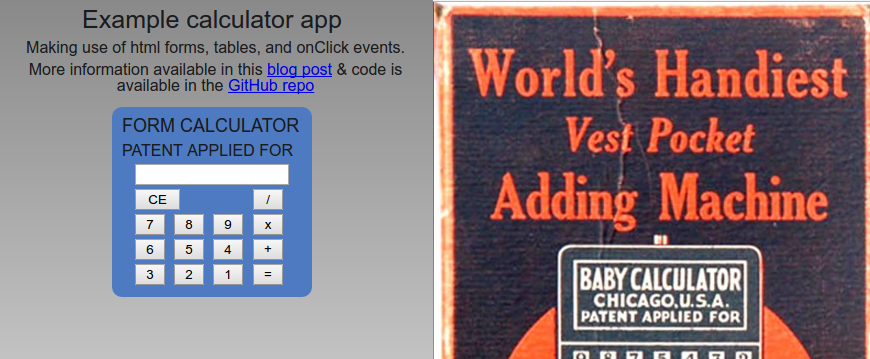 Example calculator app
Making use of html forms, tables, and onClick events.
More information available in this blog post & code is
available in the GitHub repo
FORM CALCULATOR
PATENT APPLIED FOR
CE /
7 8 9 x
6 5 4 +
3 2 1 =
World's Handiest
Vest Pocket
Adding Machine
BABY CALCULATOR
CHICAGO, U.S.A.
PATENT APPLIED FOR